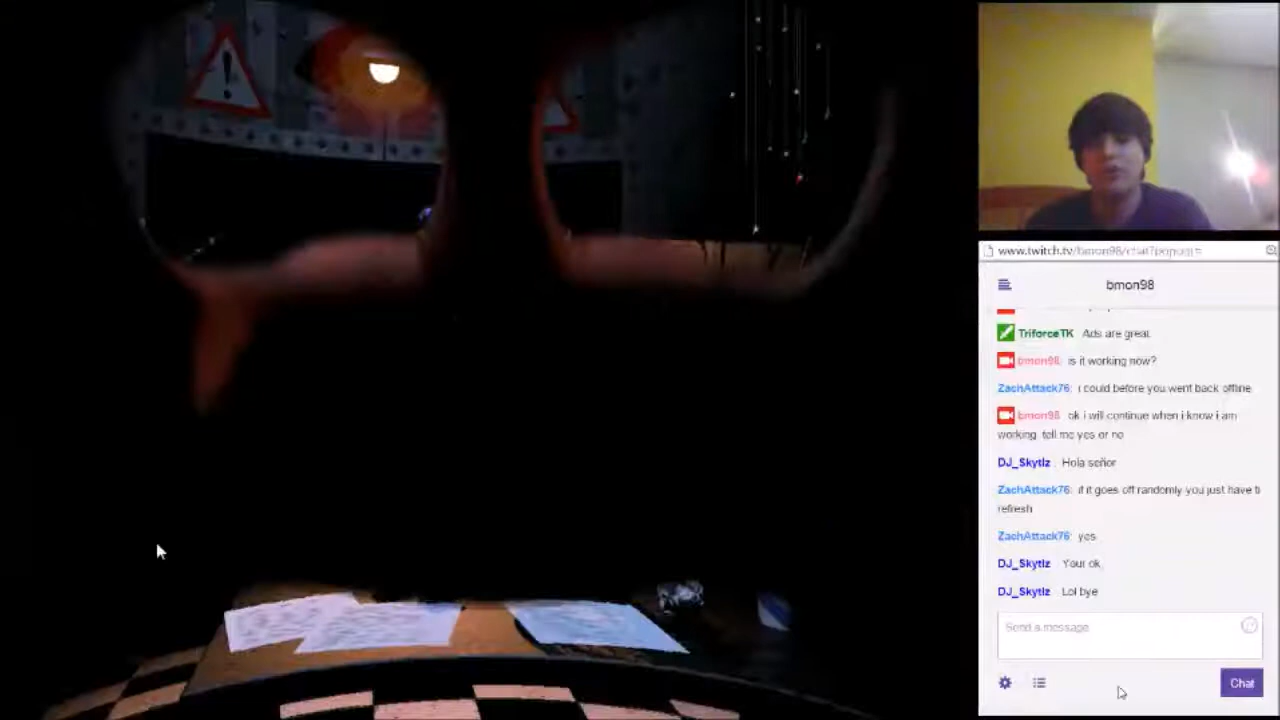 www.twitch.tv/bmon98/chat?popout=
bmon98
TriforceTK Ads are great
bmon98: is it working now?
ZachAttack76: i could before you went back offline
bmon98: ok i will continue when i know i am
working. tell me yes or no
DJ_Skytlz : Hola señor
ZachAttack76: if it goes off randomly you just have t
refresh
ZachAttack76: yes
DJ_Skytlz : Your ok
DJ_Skytlz : Lol bye
Send a message
Chat